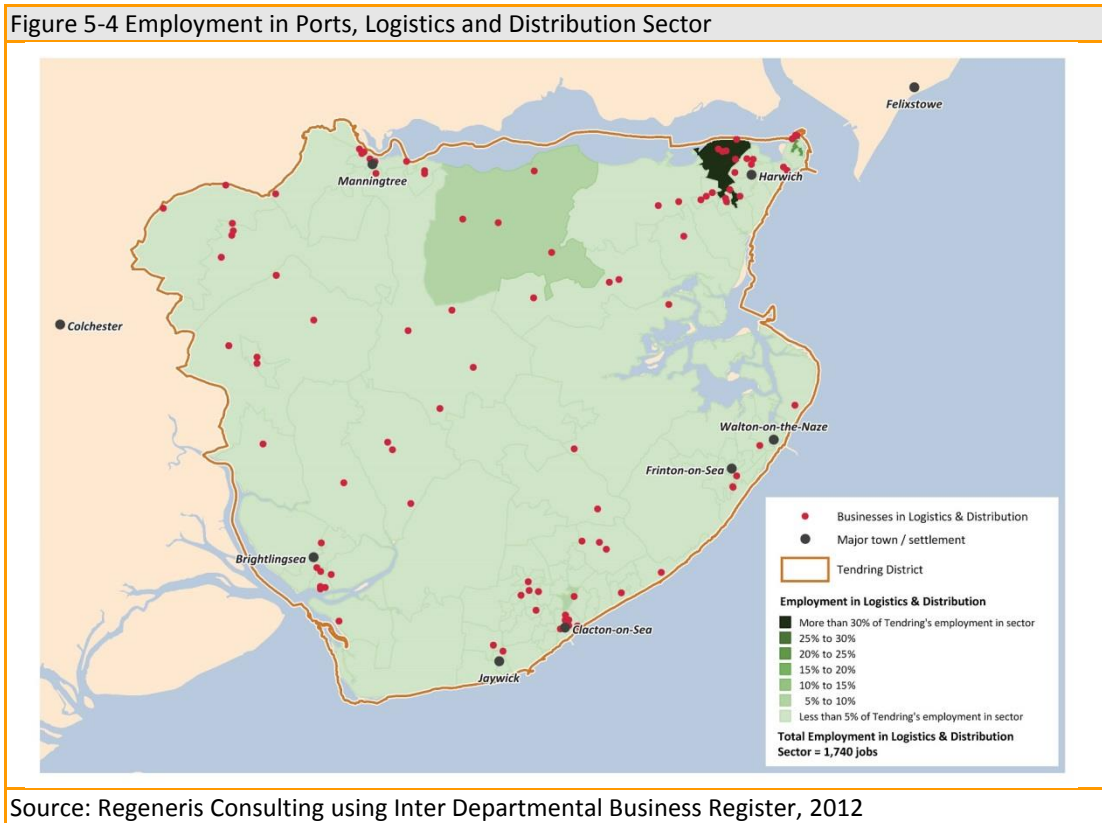 Figure 5-4 Employment in Ports, Logistics and Distribution Sector
Felixstowe
Manningtree
Harwich
Colchester
Walton-on-the-Naze
Frinton-on-Sea
Brightlingsea
Clacton-on-Sea
Jaywick
Businesses in Logistics & Distribution
Major town / settlement
Tendring District
Employment in Logistics & Distribution
More than 30% of Tendring's employment in sector
25% to 30%
20% to 25%
15% to 20%
10% to 15%
5% to 10%
Less than 5% of Tendring's employment in sector
Total Employment in Logistics & Distribution
Sector = 1,740 jobs
Source: Regeneris Consulting using Inter Departmental Business Register, 2012